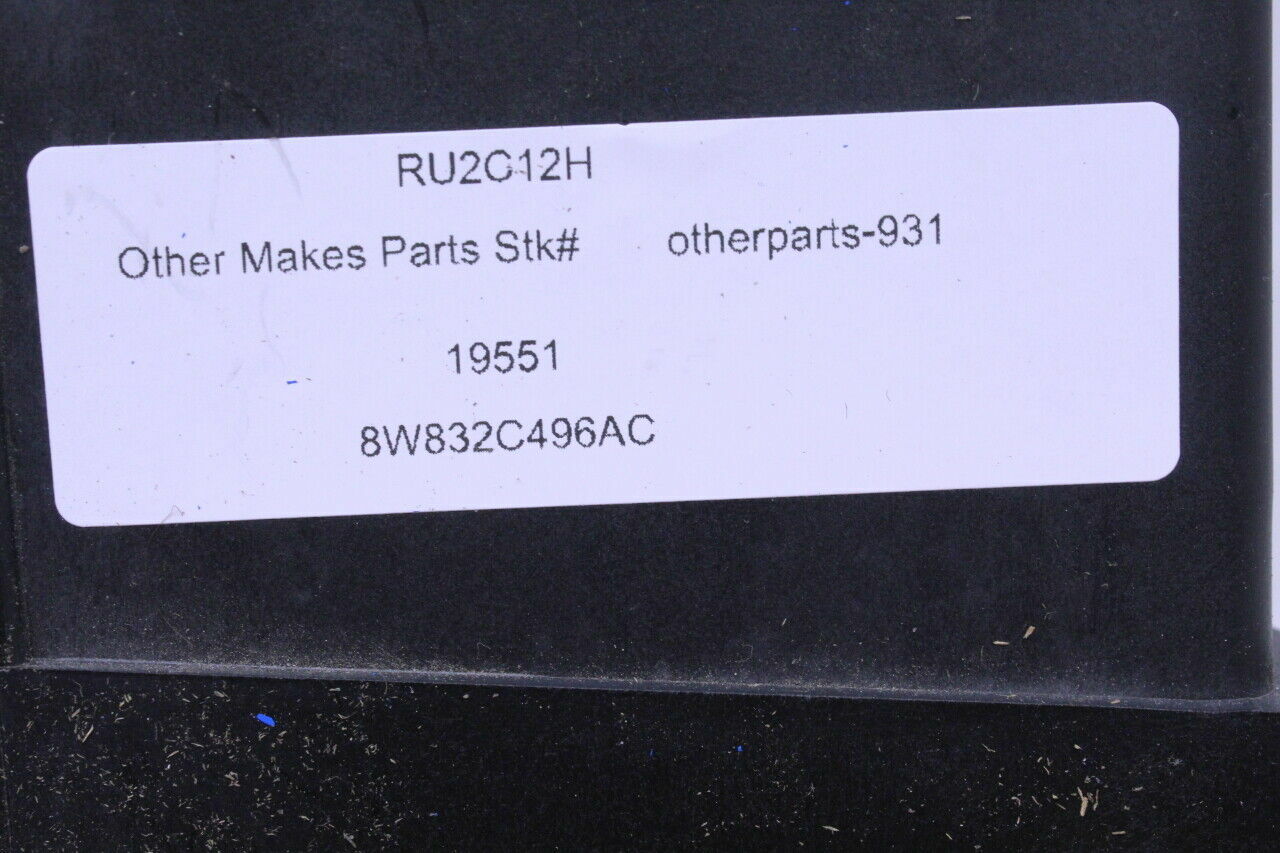 RU2C12H
Other Makes Parts Stk# otherparts-931
19551
8W832C496AC